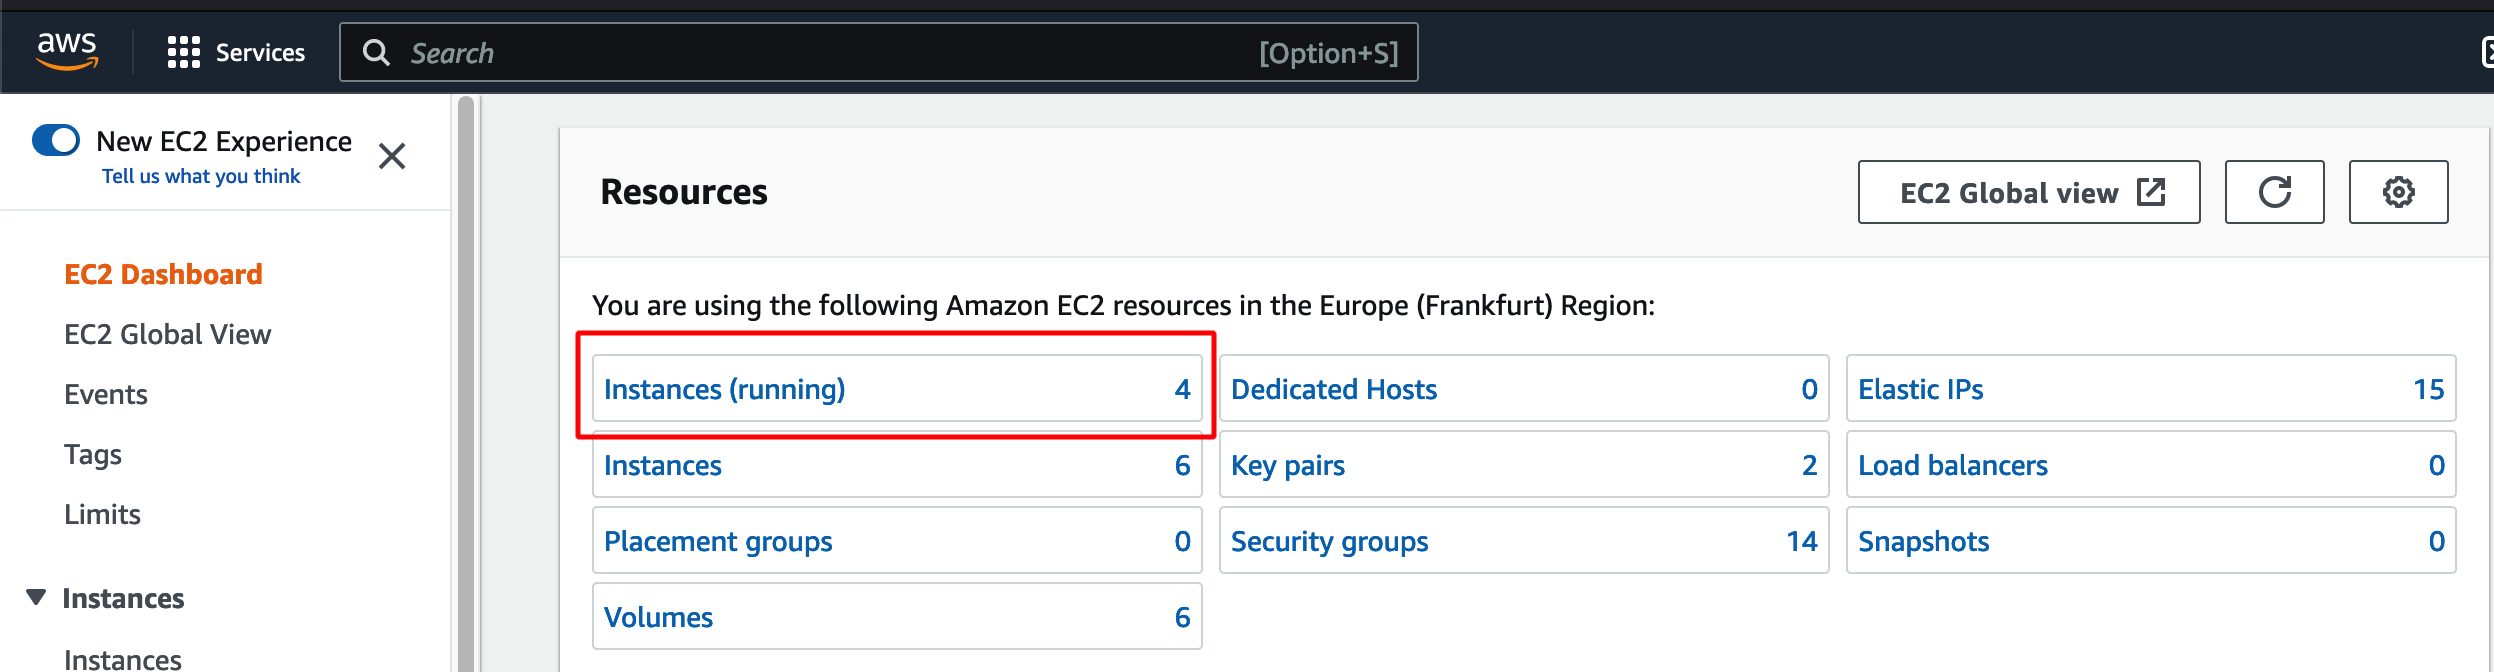 aws Services Search [Option+S]
New EC2 Experience
Tell us what you think
EC2 Dashboard
EC2 Global View
Events
Tags
Limits
Instances
Instances
Resources
EC2 Global view
You are using the following Amazon EC2 resources in the Europe (Frankfurt) Region:
Instances (running) 4 Dedicated Hosts 0 Elastic IPs 15
Instances 6 Key pairs 2 Load balancers 0
Placement groups 0 Security groups 14 Snapshots 0
Volumes 6